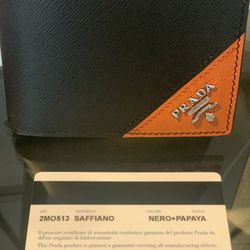 PRADA
2MO513 SAFFIANO NERO+PAPAYA
Il presente certificato di autenticità costituisce garanzia del prodotto Prada da
difetti originari di fabbricazione.
This Prada product is granted a guarantee covering all manufacturing defects.